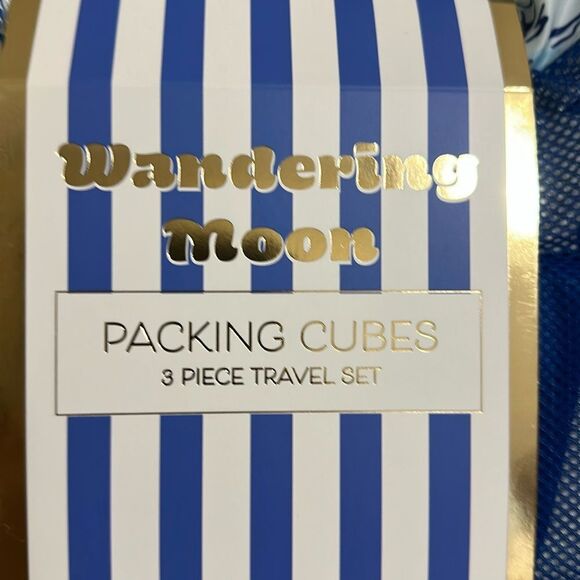 Wandering
Moon
PACKING CUBES
3 PIECE TRAVEL SET